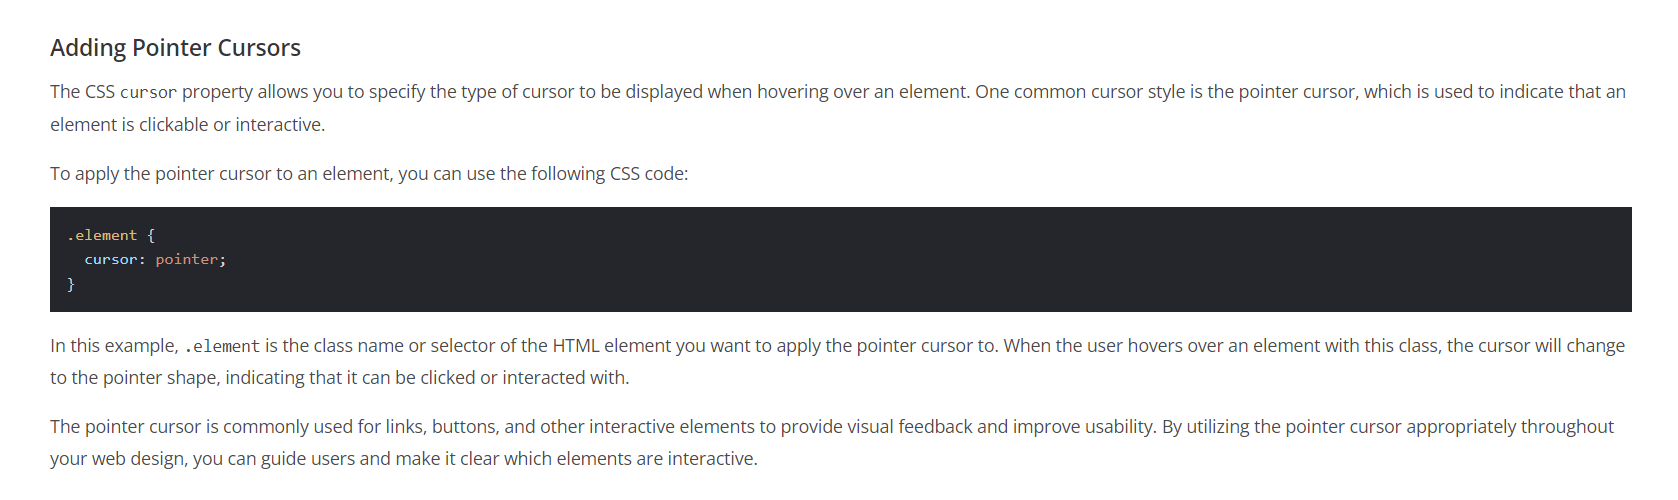 Adding Pointer Cursors
The CSS cursor property allows you to specify the type of cursor to be displayed when hovering over an element. One common cursor style is the pointer cursor, which is used to indicate that an
element is clickable or interactive.
To apply the pointer cursor to an element, you can use the following CSS code:
.element {
  cursor: pointer;
}
In this example, .element is the class name or selector of the HTML element you want to apply the pointer cursor to. When the user hovers over an element with this class, the cursor will change
to the pointer shape, indicating that it can be clicked or interacted with.
The pointer cursor is commonly used for links, buttons, and other interactive elements to provide visual feedback and improve usability. By utilizing the pointer cursor appropriately throughout
your web design, you can guide users and make it clear which elements are interactive.